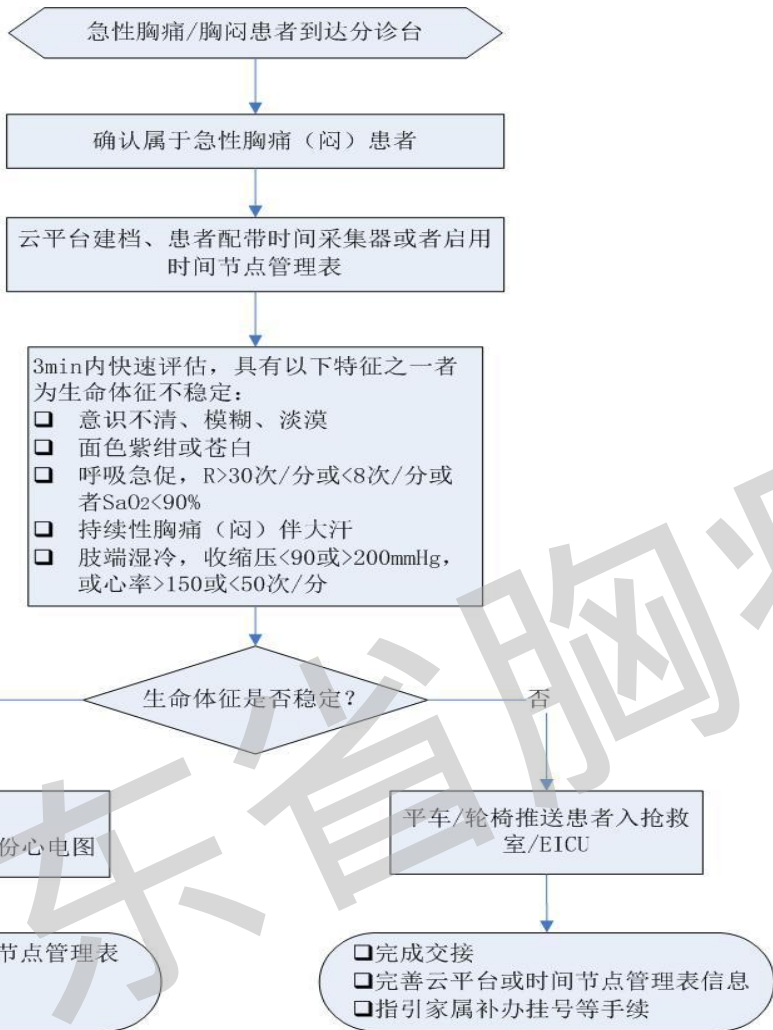 急性胸痛/胸闷患者到达分诊台
确认属于急性胸痛（闷）患者
云平台建档、患者配带时间采集器或者启用
时间节点管理表
3min内快速评估，具有以下特征之一者
为生命体征不稳定：
❑ 意识不清、模糊、淡漠
❑ 面色紫绀或苍白
❑ 呼吸急促，R>30次/分或<8次/分或
者SaO2<90%
❑ 持续性胸痛（闷）伴大汗
❑ 肢端湿冷，收缩压<90或>200mmHg，
或心率>150或<50次/分
生命体征是否稳定？
否
份心电图
平车/轮椅推送患者入抢救
室/EICU
节点管理表
❑完成交接
❑完善云平台或时间节点管理表信息
❑指引家属补办挂号等手续
东省胸